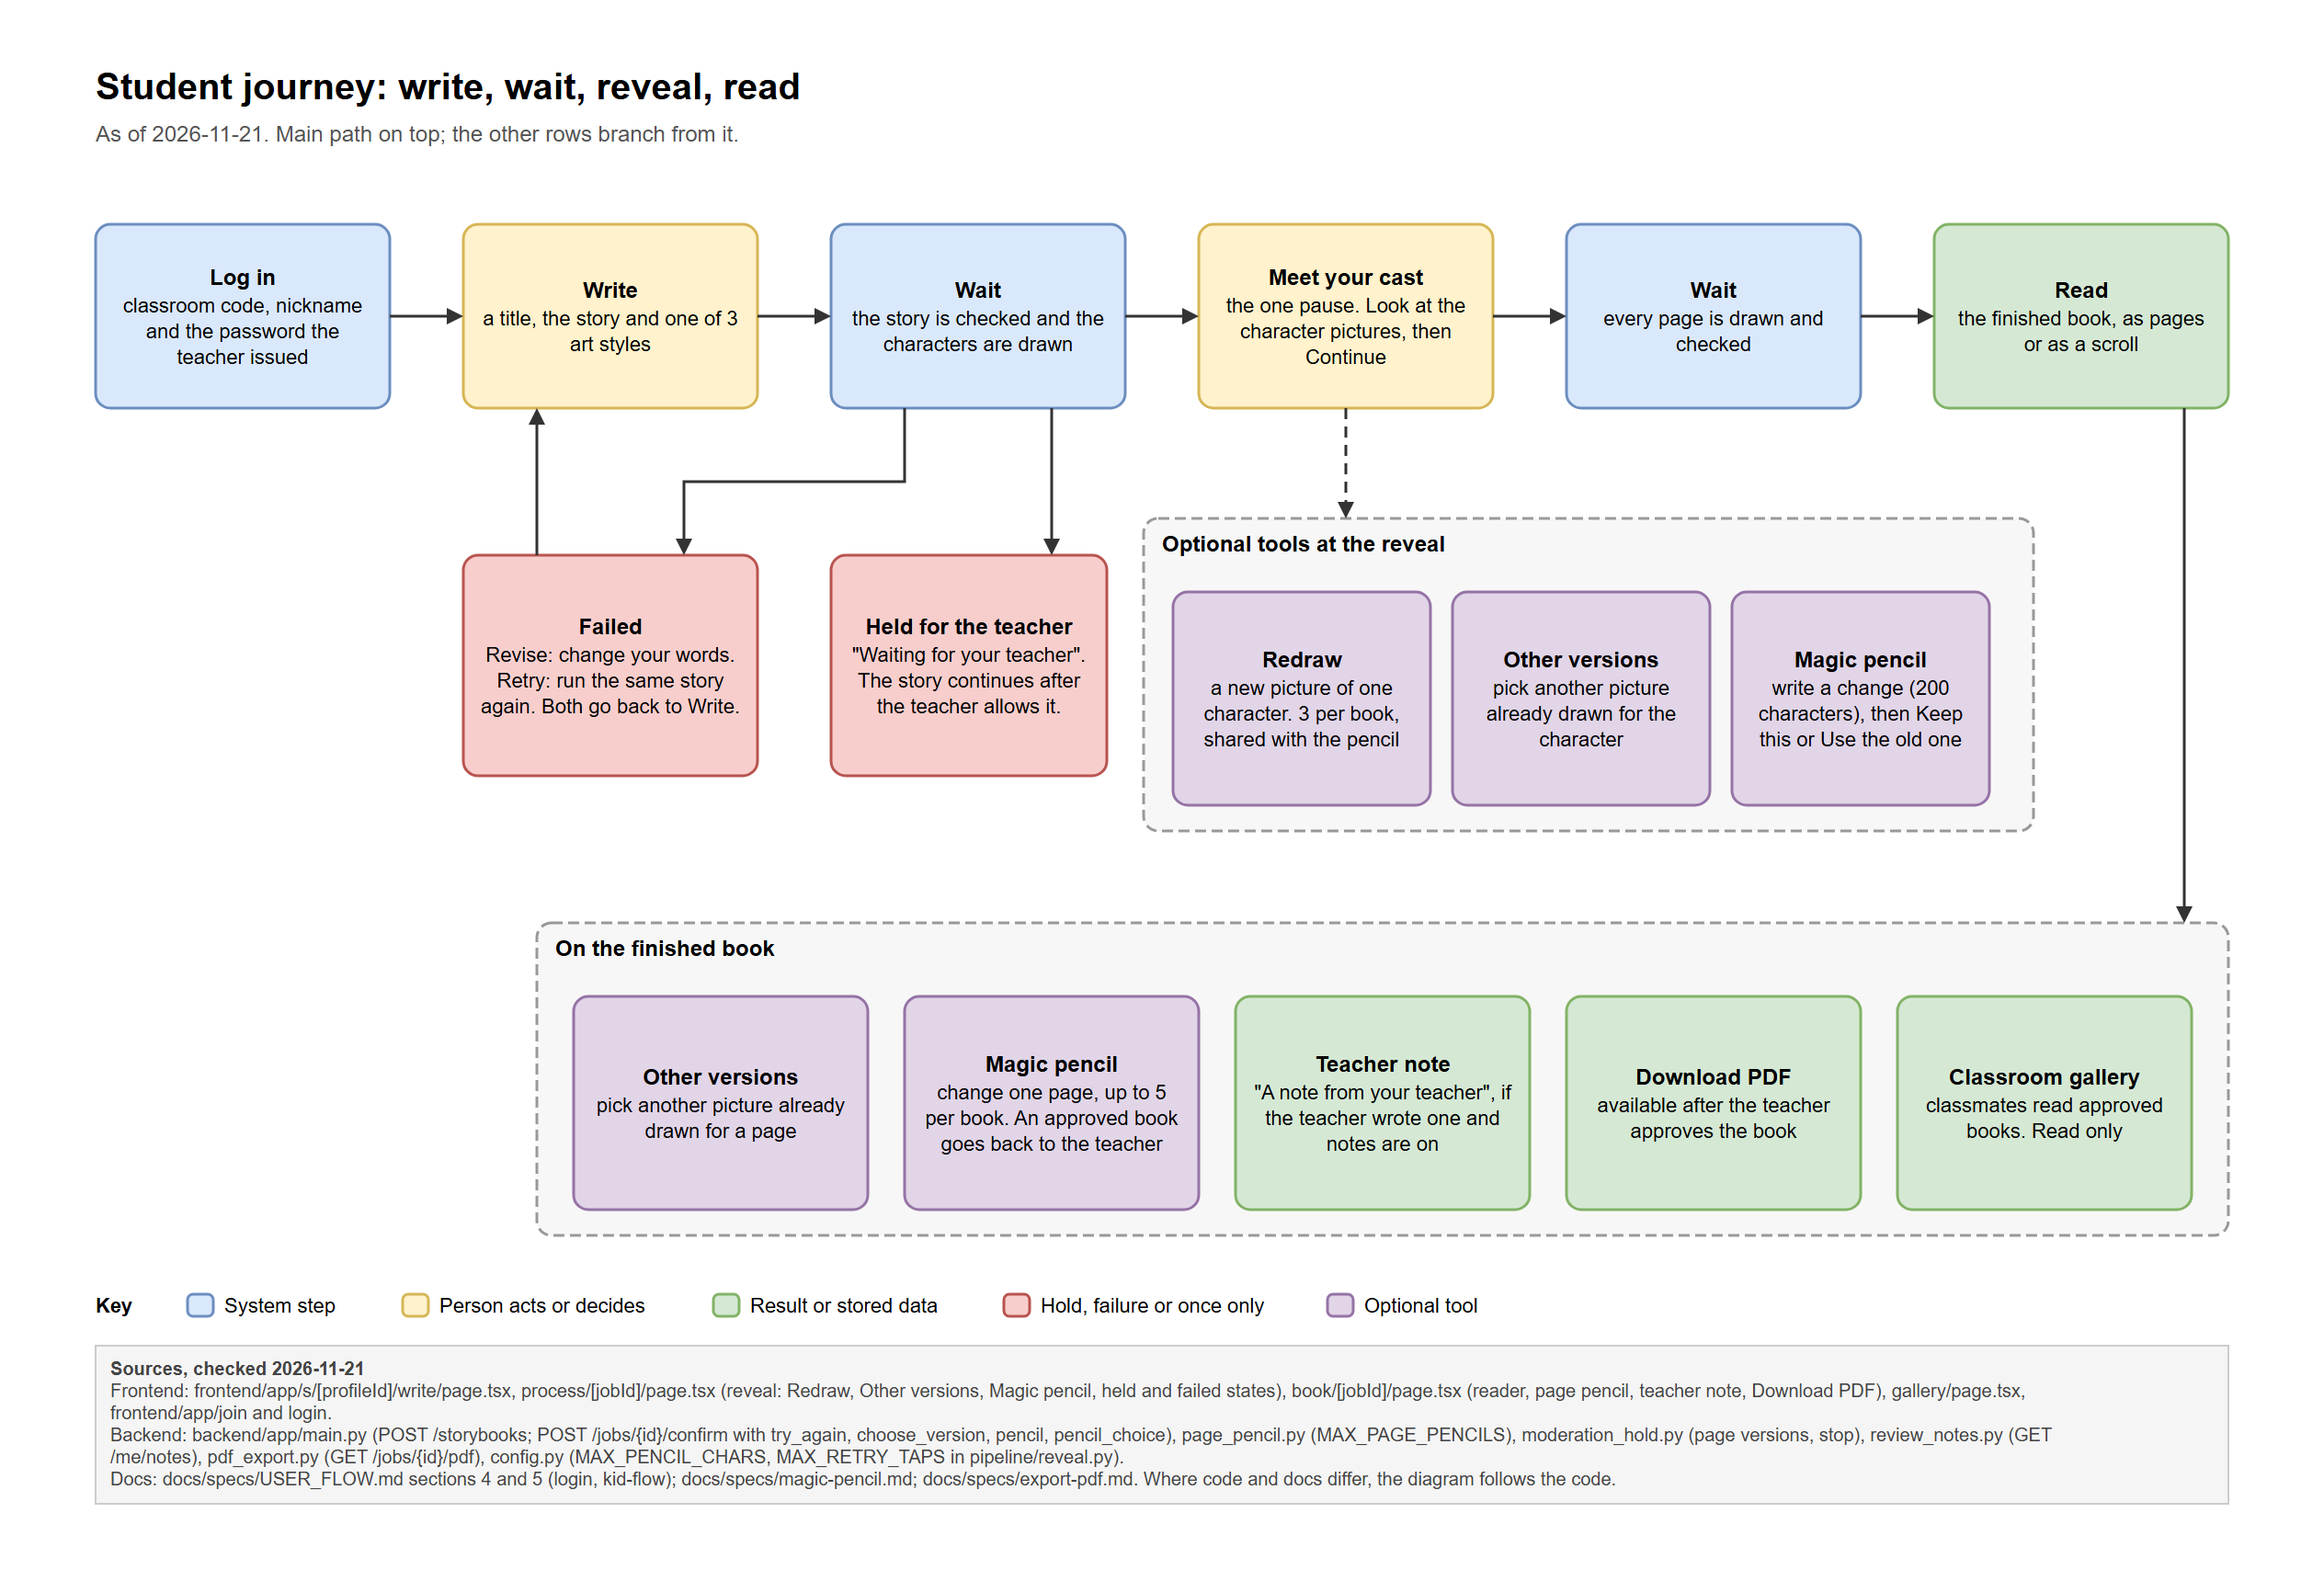 Student journey: write, wait, reveal, read
As of 2026-11-21. Main path on top; the other rows branch from it.
Log in
classroom code, nickname
and the password the
teacher issued
Write
a title, the story and one of 3
art styles
Wait
the story is checked and the
characters are drawn
Meet your cast
the one pause. Look at the
character pictures, then
Continue
Wait
every page is drawn and
checked
Read
the finished book, as pages
or as a scroll
Failed
Revise: change your words.
Retry: run the same story
again. Both go back to Write.
Held for the teacher
"Waiting for your teacher".
The story continues after
the teacher allows it.
Optional tools at the reveal
Redraw
a new picture of one
character. 3 per book,
shared with the pencil
Other versions
pick another picture
already drawn for the
character
Magic pencil
write a change (200
characters), then Keep
this or Use the old one
On the finished book
Other versions
pick another picture already
drawn for a page
Magic pencil
change one page, up to 5
per book. An approved book
goes back to the teacher
Teacher note
"A note from your teacher", if
the teacher wrote one and
notes are on
Download PDF
available after the teacher
approves the book
Classroom gallery
classmates read approved
books. Read only
Key
System step
Person acts or decides
Result or stored data
Hold, failure or once only
Optional tool
Sources, checked 2026-11-21
Frontend: frontend/app/s/[profileId]/write/page.tsx, process/[jobId]/page.tsx (reveal: Redraw, Other versions, Magic pencil, held and failed states), book/[jobId]/page.tsx (reader, page pencil, teacher note, Download PDF), gallery/page.tsx,
frontend/app/join and login.
Backend: backend/app/main.py (POST /storybooks; POST /jobs/{id}/confirm with try_again, choose_version, pencil, pencil_choice), page_pencil.py (MAX_PAGE_PENCILS), moderation_hold.py (page versions, stop), review_notes.py (GET
/me/notes), pdf_export.py (GET /jobs/{id}/pdf), config.py (MAX_PENCIL_CHARS, MAX_RETRY_TAPS in pipeline/reveal.py).
Docs: docs/specs/USER_FLOW.md sections 4 and 5 (login, kid-flow); docs/specs/magic-pencil.md; docs/specs/export-pdf.md. Where code and docs differ, the diagram follows the code.